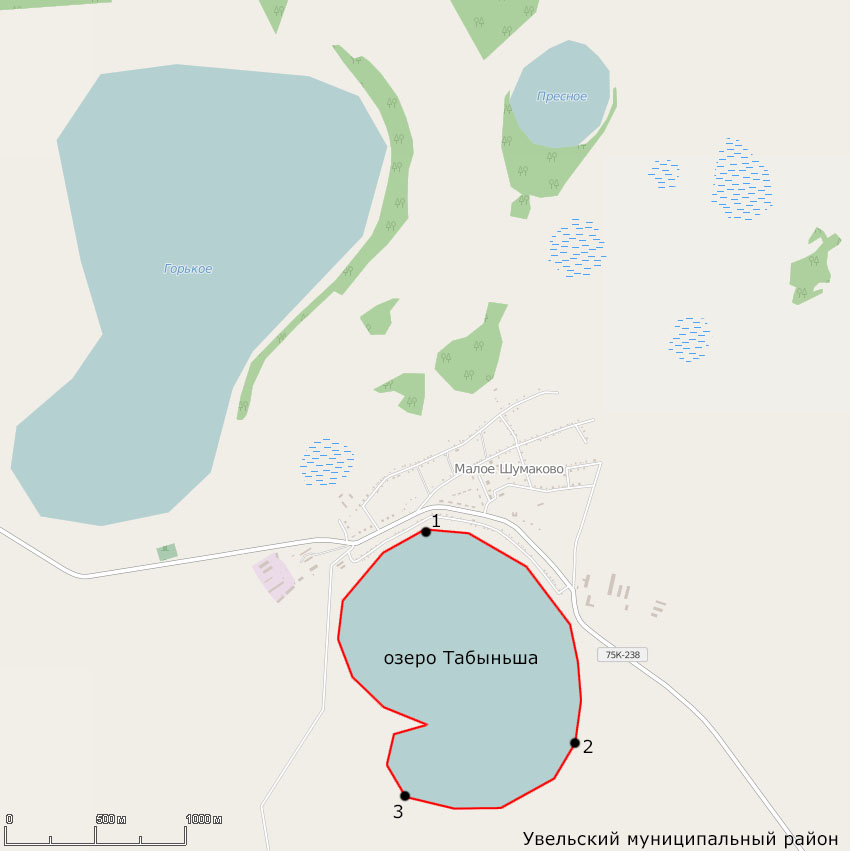 Пресное
Горькое
Малое Шумаково
1
озеро Табыньша
75К-238
2
3
0 500 м 1000 м
Увельский муниципальный район